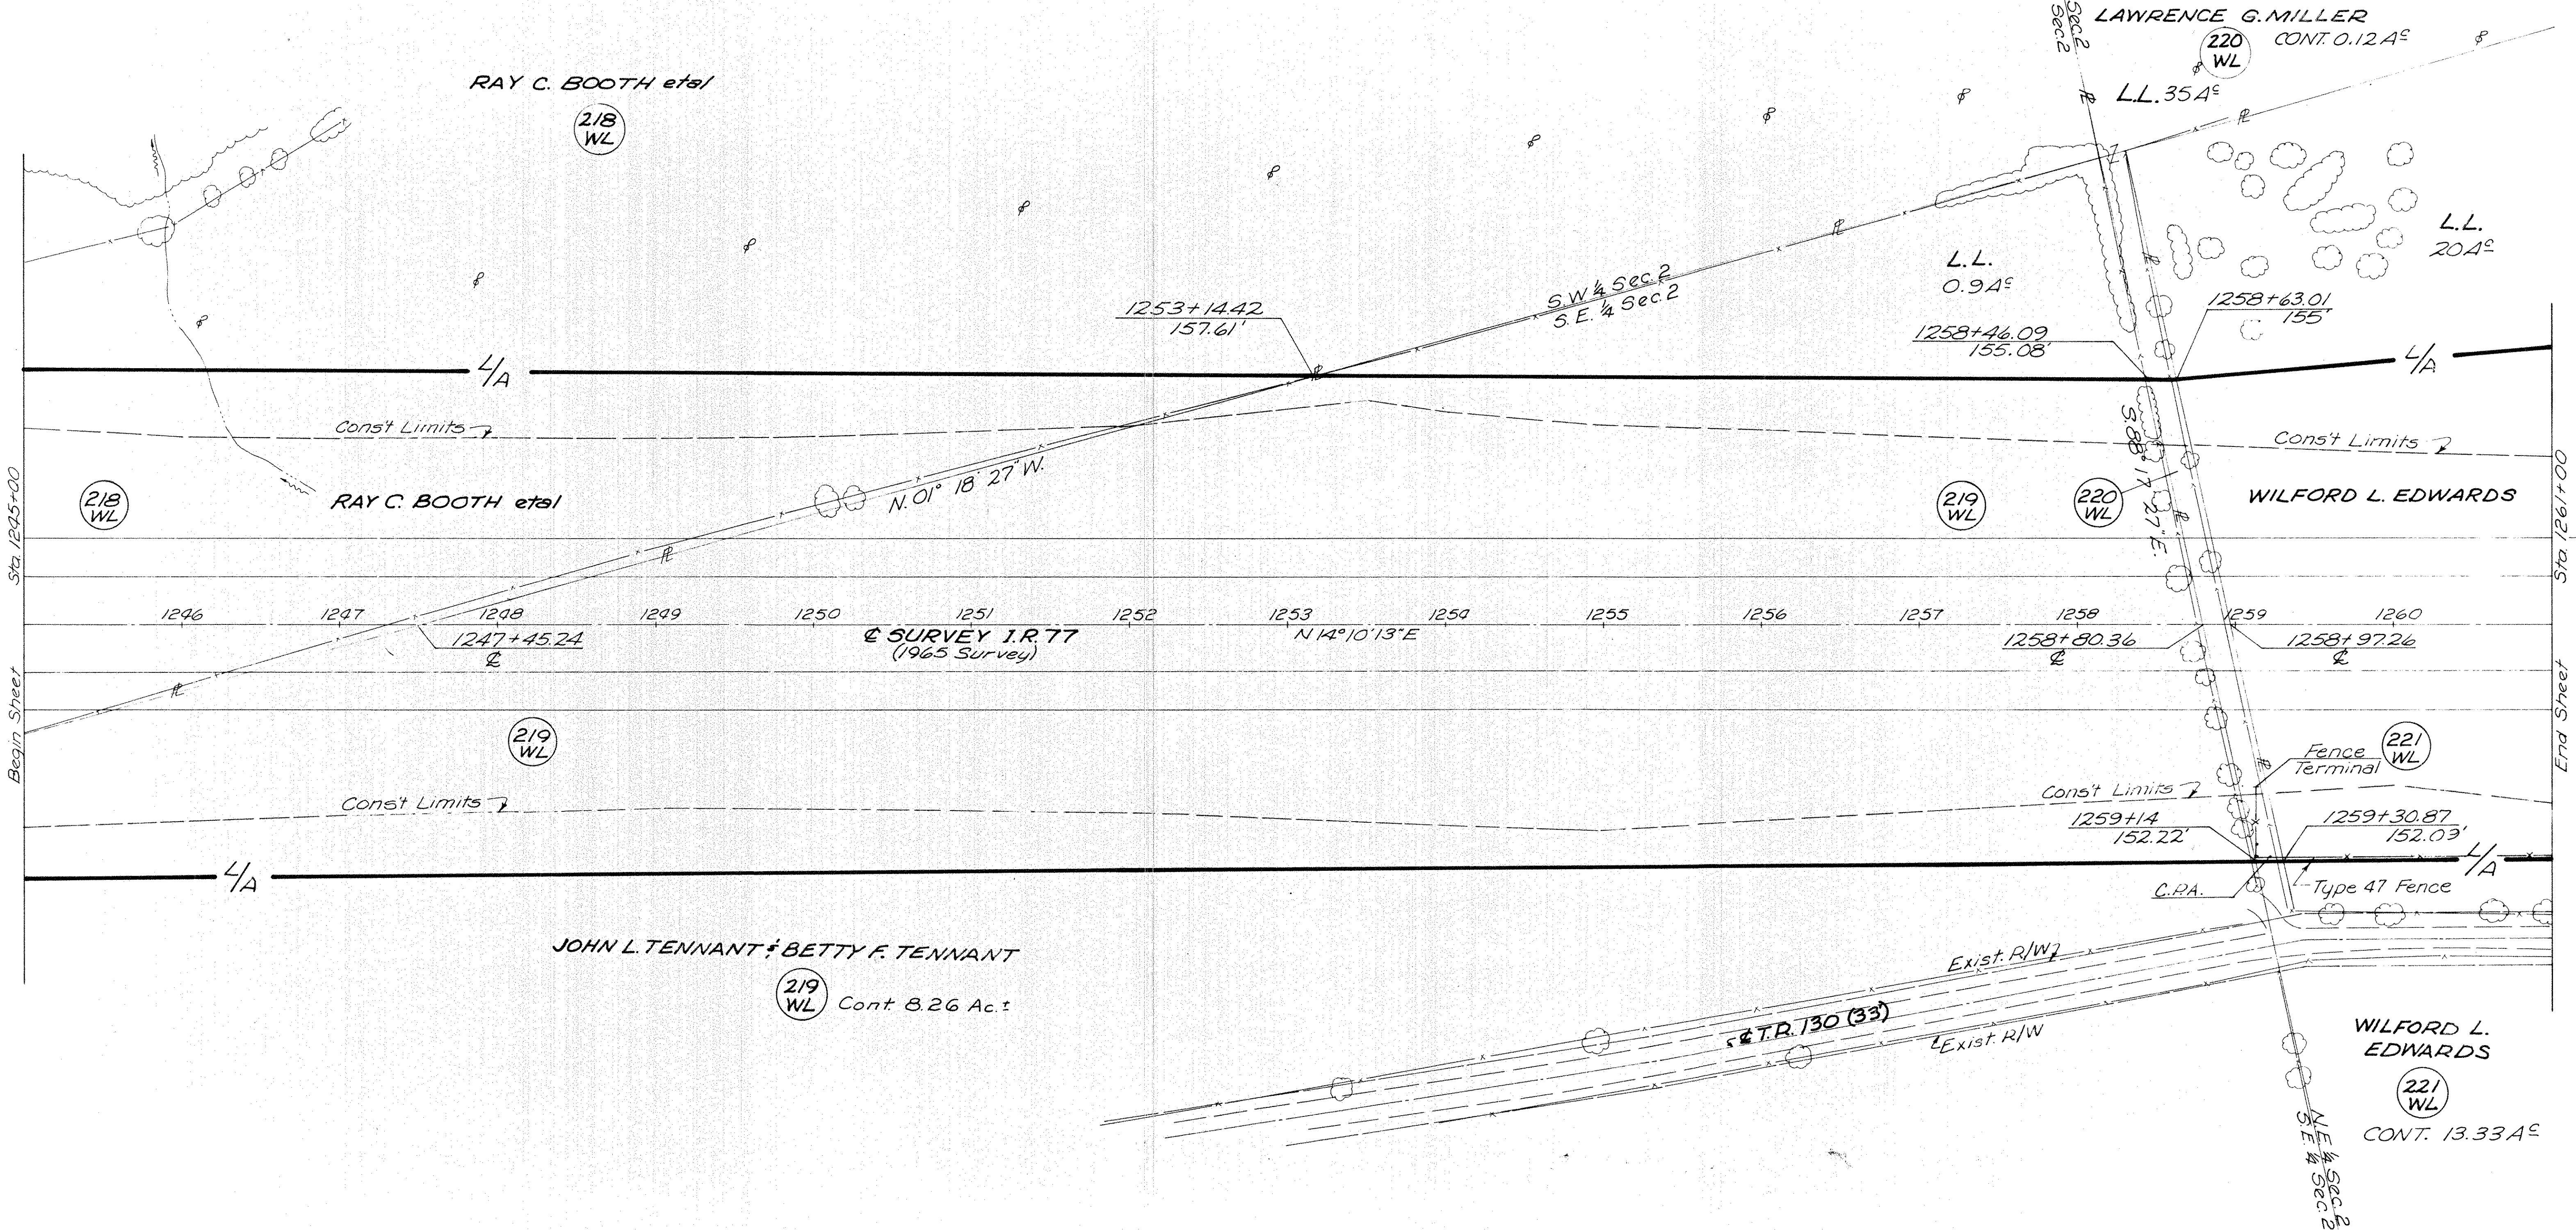 Sec. 2
Sec. 2
LAWRENCE G. MILLER
220
WL
CONT. 0.12 Ac
L.L. 35 Ac
RAY C. BOOTH etal
218
WL
L.L.
20 Ac
L.L.
0.9 Ac
S.W. 1/4 Sec. 2
S.E. 1/4 Sec. 2
1253+14.42
157.61'
1258+63.01
155'
1258+46.09
155.08'
L/A
L/A
Const Limits
Const Limits
S. 88° 17' 27" E.
N. 01° 18' 27" W.
218
WL
RAY C. BOOTH etal
219
WL
220
WL
WILFORD L. EDWARDS
Begin Sheet Sta. 1245+00
End Sheet Sta. 1261+00
1246 1247 1248 1249 1250 1251 1252 1253 1254 1255 1256 1257 1258 1259 1260
1247+45.24
℄
℄ SURVEY I.R. 77
(1965 Survey)
N 14° 10' 13" E
1258+80.36
℄
1258+97.26
℄
219
WL
Fence
Terminal
221
WL
Const Limits
Const Limits
1259+14
152.22'
1259+30.87
152.03'
L/A
L/A
C.P.A.
Type 47 Fence
JOHN L. TENNANT & BETTY F. TENNANT
219
WL
Cont. 8.26 Ac. ±
Exist. R/W
℄ T.R. 130 (33')
Exist. R/W
WILFORD L.
EDWARDS
221
WL
CONT. 13.33 Ac
N.E. 1/4 Sec. 2
S.E. 1/4 Sec. 2